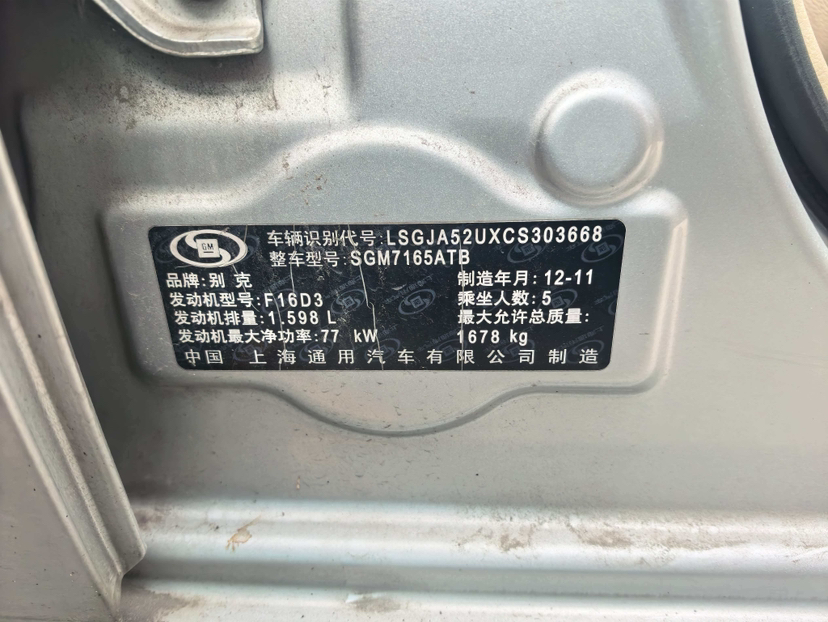 GM
车辆识别代号:LSGJA52UXCS303668
整车型号:SGM7165ATB
品牌:别 克 制造年月:12-11
发动机型号:F16D3 乘坐人数:5
发动机排量:1.598 L 最大允许总质量:
发动机最大净功率:77 kW 1678 kg
中国 上海通用汽车有限公司制造